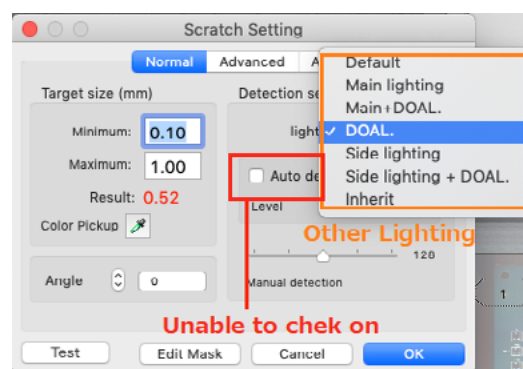 Scratch Setting
Normal
Advanced
A
Target size (mm)
Minimum: 0.10
Maximum: 1.00
Result: 0.52
Color Pickup
Angle
0
Detection se
light
Auto de
Level
128
Manual detection
Default
Main lighting
Main+DOAL.
✓ DOAL.
Side lighting
Side lighting + DOAL.
Inherit
Other Lighting
Unable to chek on
1
Test
Edit Mask
Cancel
OK